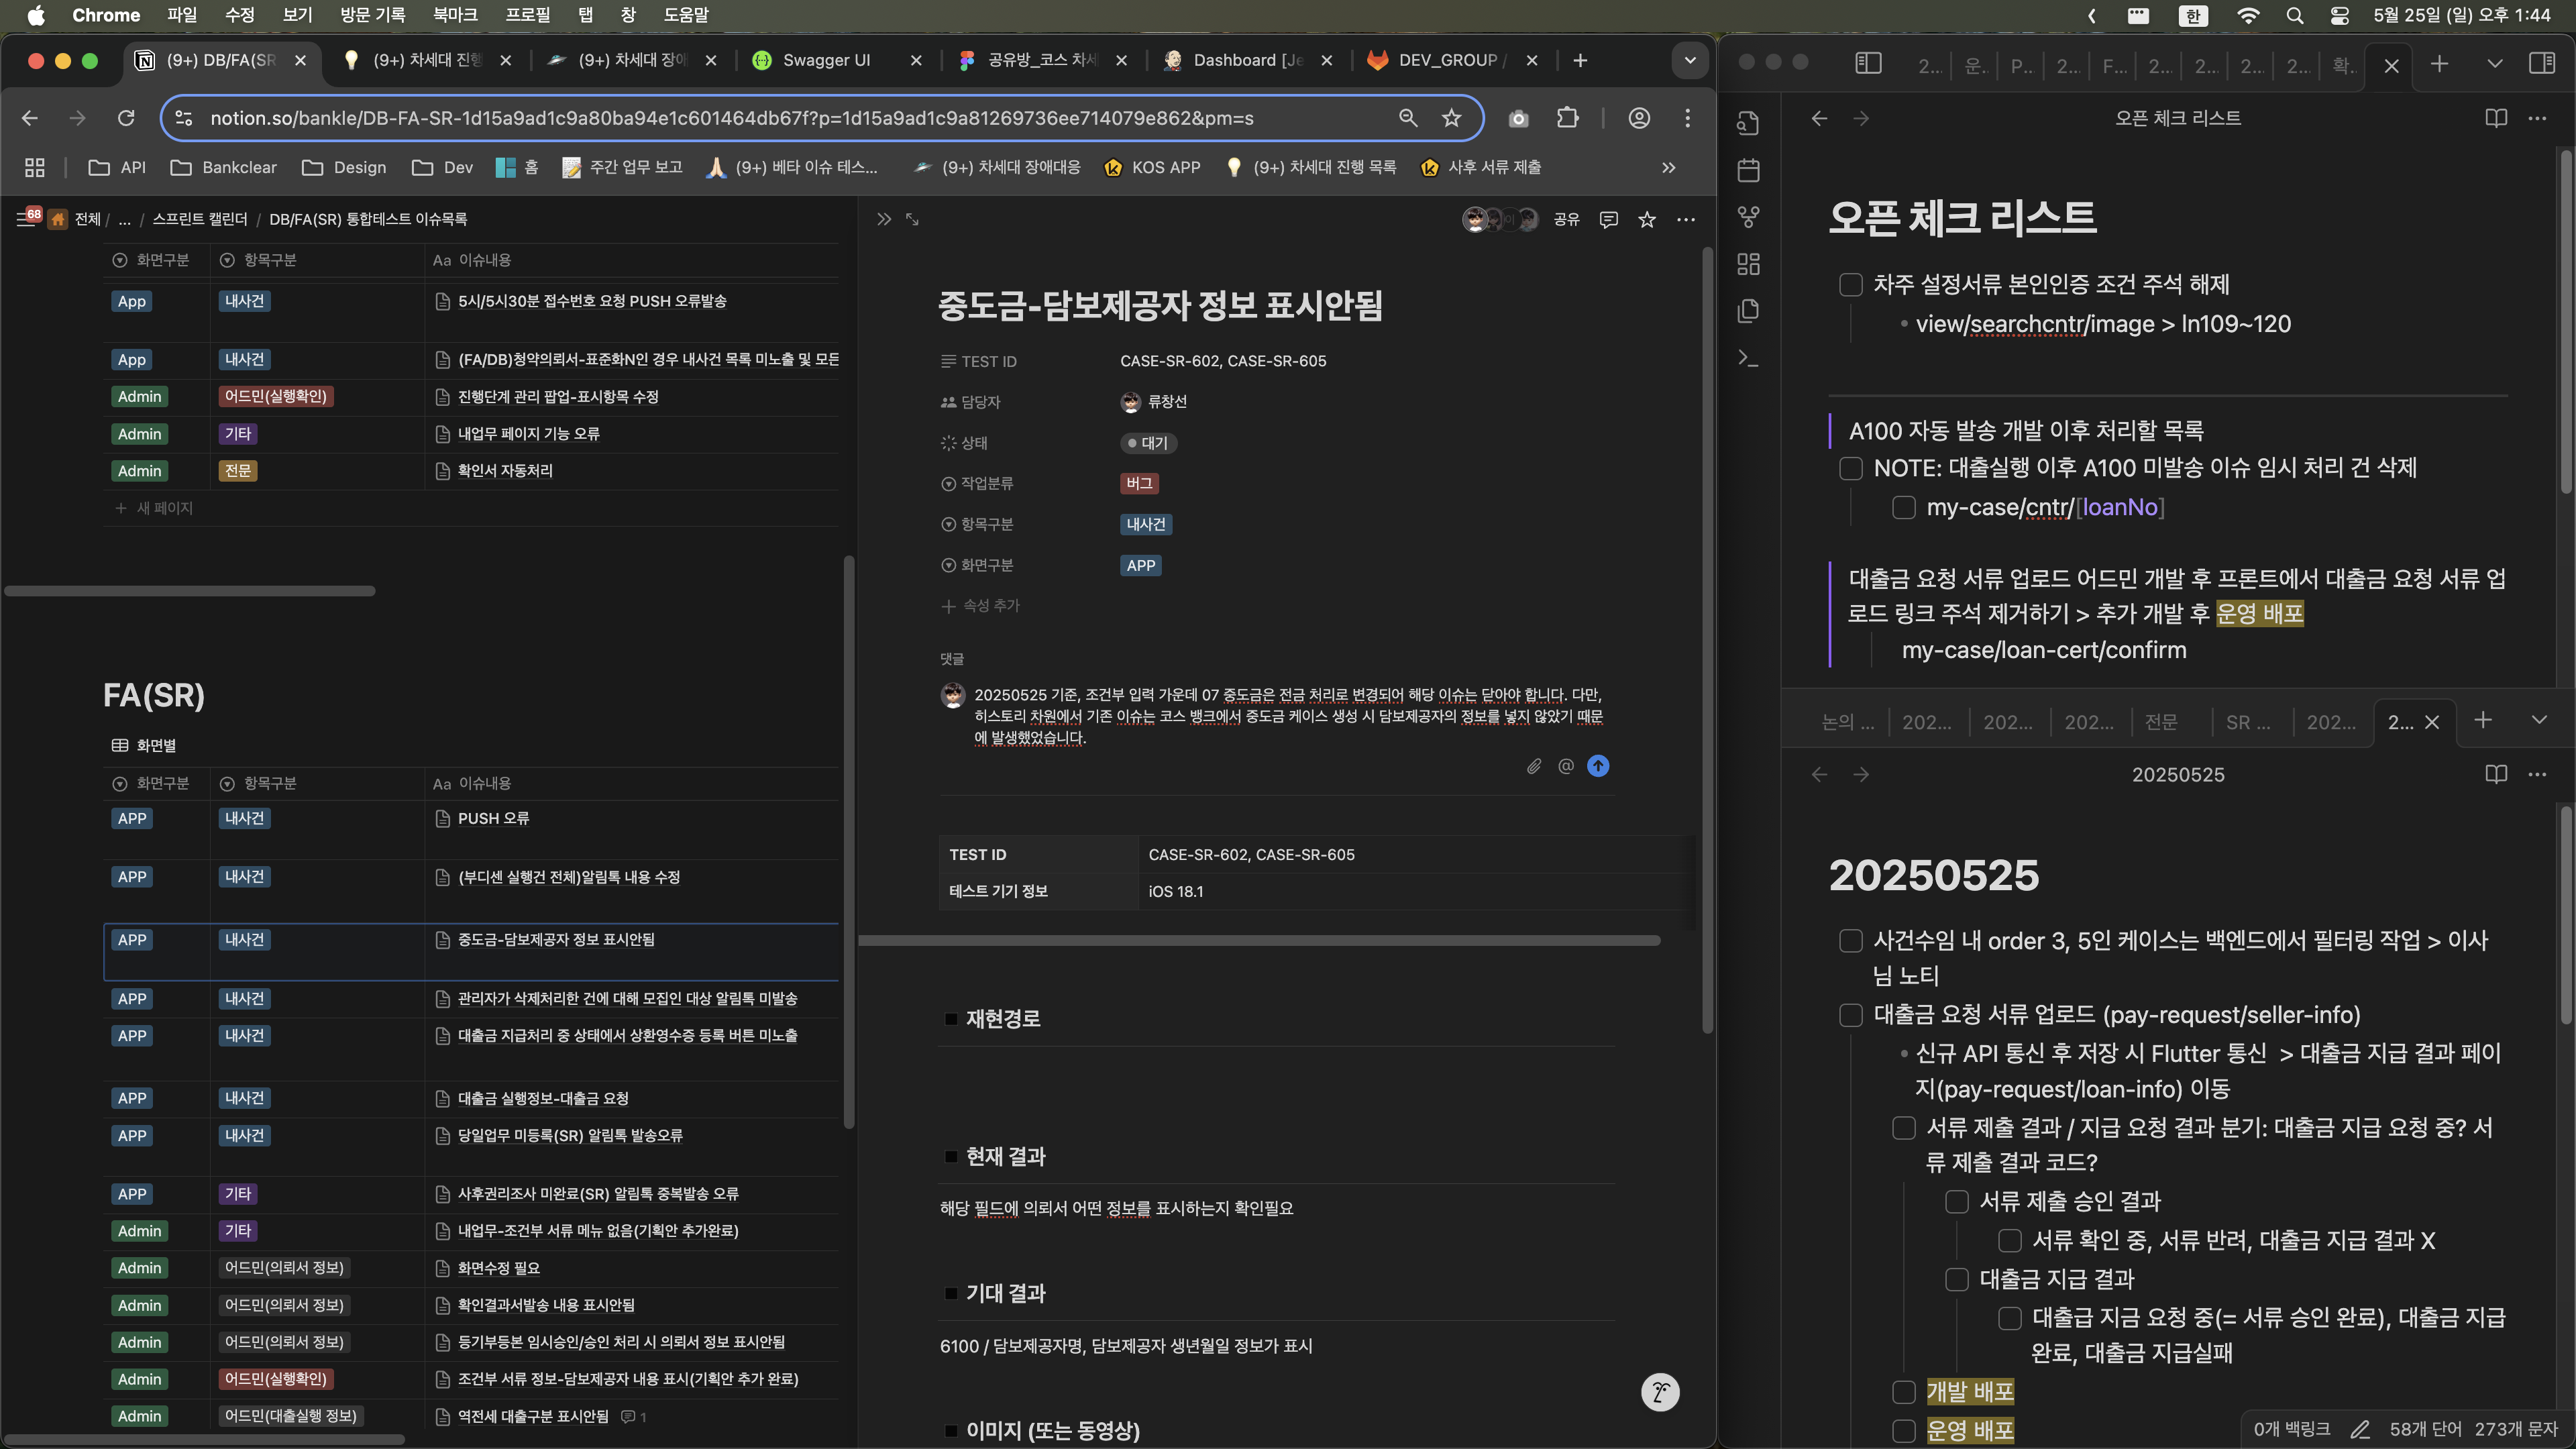 Chrome 파일 수정 보기 방문 기록 북마크 프로필 탭 창 도움말
한 5월 25일 (일) 오후 1:44
(9+) DB/FA(SR
(9+) 차세대 진행
(9+) 차세대 장애
Swagger UI
공유방_코스 차세
Dashboard [Je
DEV_GROUP /
notion.so/bankle/DB-FA-SR-1d15a9ad1c9a80ba94e1c601464db67f?p=1d15a9ad1c9a81269736ee714079e862&pm=s
API Bankclear Design Dev 홈 주간 업무 보고 (9+) 베타 이슈 테스... (9+) 차세대 장애대응 KOS APP (9+) 차세대 진행 목록 사후 서류 제출
68 전체 / ... / 스프린트 캘린더 / DB/FA(SR) 통합테스트 이슈목록
화면구분 항목구분 Aa 이슈내용
App 내사건 5시/5시30분 접수번호 요청 PUSH 오류발송
App 내사건 (FA/DB)청약의뢰서-표준화N인 경우 내사건 목록 미노출 및 모든
Admin 어드민(실행확인) 진행단계 관리 팝업-표시항목 수정
Admin 기타 내업무 페이지 기능 오류
Admin 전문 확인서 자동처리
+ 새 페이지
FA(SR)
화면별
화면구분 항목구분 Aa 이슈내용
APP 내사건 PUSH 오류
APP 내사건 (부디센 실행건 전체)알림톡 내용 수정
APP 내사건 중도금-담보제공자 정보 표시안됨
APP 내사건 관리자가 삭제처리한 건에 대해 모집인 대상 알림톡 미발송
APP 내사건 대출금 지급처리 중 상태에서 상환영수증 등록 버튼 미노출
APP 내사건 대출금 실행정보-대출금 요청
APP 내사건 당일업무 미등록(SR) 알림톡 발송오류
APP 기타 사후권리조사 미완료(SR) 알림톡 중복발송 오류
Admin 기타 내업무-조건부 서류 메뉴 없음(기획안 추가완료)
Admin 어드민(의뢰서 정보) 화면수정 필요
Admin 어드민(의뢰서 정보) 확인결과서발송 내용 표시안됨
Admin 어드민(의뢰서 정보) 등기부등본 임시승인/승인 처리 시 의뢰서 정보 표시안됨
Admin 어드민(실행확인) 조건부 서류 정보-담보제공자 내용 표시(기획안 추가 완료)
Admin 어드민(대출실행 정보) 역전세 대출구분 표시안됨 1
공유
중도금-담보제공자 정보 표시안됨
TEST ID CASE-SR-602, CASE-SR-605
담당자 류창선
상태 대기
작업분류 버그
항목구분 내사건
화면구분 APP
+ 속성 추가
댓글
20250525 기준, 조건부 입력 가운데 07 중도금은 전금 처리로 변경되어 해당 이슈는 닫아야 합니다. 다만,
히스토리 차원에서 기존 이슈는 코스 뱅크에서 중도금 케이스 생성 시 담보제공자의 정보를 넣지 않았기 때문
에 발생했었습니다.
TEST ID CASE-SR-602, CASE-SR-605
테스트 기기 정보 iOS 18.1
재현경로
현재 결과
해당 필드에 의뢰서 어떤 정보를 표시하는지 확인필요
기대 결과
6100 / 담보제공자명, 담보제공자 생년월일 정보가 표시
이미지 (또는 동영상)
2... 운. P... 2... F... 2... 2... 2... 2... 확.
오픈 체크 리스트
오픈 체크 리스트
차주 설정서류 본인인증 조건 주석 해제
view/searchcntr/image > ln109~120
A100 자동 발송 개발 이후 처리할 목록
NOTE: 대출실행 이후 A100 미발송 이슈 임시 처리 건 삭제
my-case/cntr/[loanNo]
대출금 요청 서류 업로드 어드민 개발 후 프론트에서 대출금 요청 서류 업
로드 링크 주석 제거하기 > 추가 개발 후 운영 배포
my-case/loan-cert/confirm
논의 ... 202... 202... 202... 전문 SR ... 202... 2...
20250525
20250525
사건수임 내 order 3, 5인 케이스는 백엔드에서 필터링 작업 > 이사
님 노티
대출금 요청 서류 업로드 (pay-request/seller-info)
신규 API 통신 후 저장 시 Flutter 통신 > 대출금 지급 결과 페이
지(pay-request/loan-info) 이동
서류 제출 결과 / 지급 요청 결과 분기: 대출금 지급 요청 중? 서
류 제출 결과 코드?
서류 제출 승인 결과
서류 확인 중, 서류 반려, 대출금 지급 결과 X
대출금 지급 결과
대출급 지금 요청 중(= 서류 승인 완료), 대출금 지급
완료, 대출금 지급실패
개발 배포
운영 배포
0개 백링크 58개 단어 273개 문자